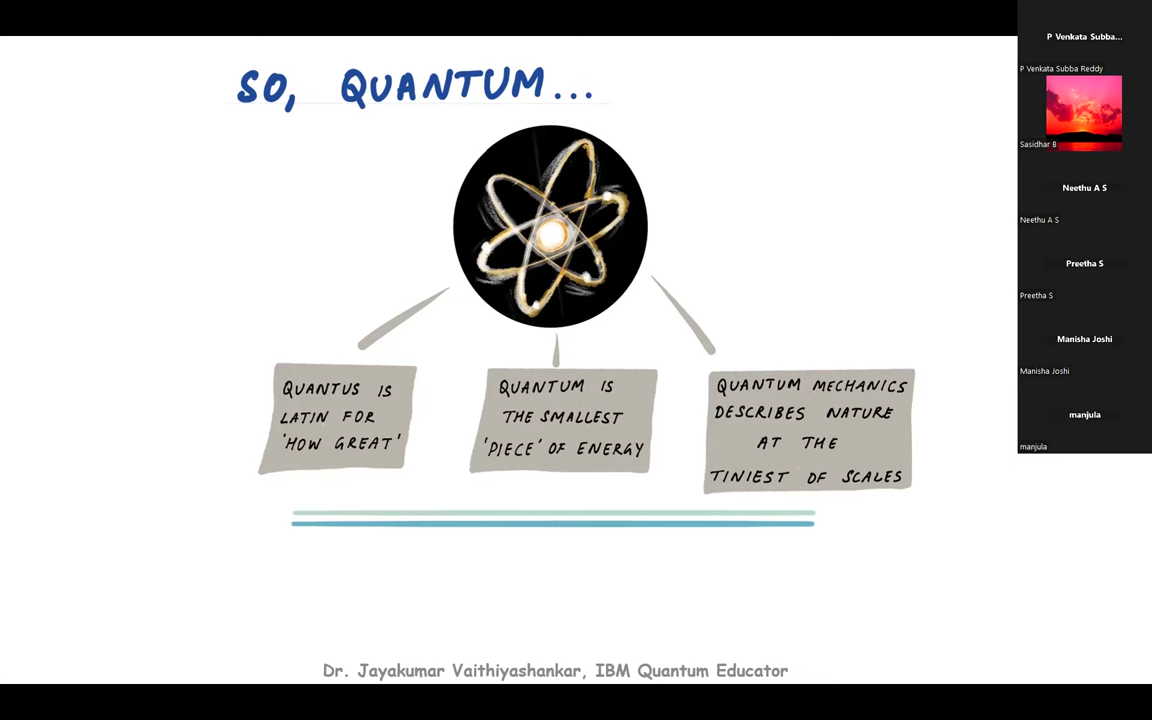 SO, QUANTUM...
QUANTUS IS
LATIN FOR
'HOW GREAT'
QUANTUM IS
THE SMALLEST
'PIECE' OF ENERGY
QUANTUM MECHANICS
DESCRIBES NATURE
AT THE
TINIEST OF SCALES
Dr. Jayakumar Vaithiyashankar, IBM Quantum Educator
P Venkata Subba...
P Venkata Subba Reddy
Sasidhar B
Neethu A S
Neethu A S
Preetha S
Preetha S
Manisha Joshi
Manisha Joshi
manjula
manjula